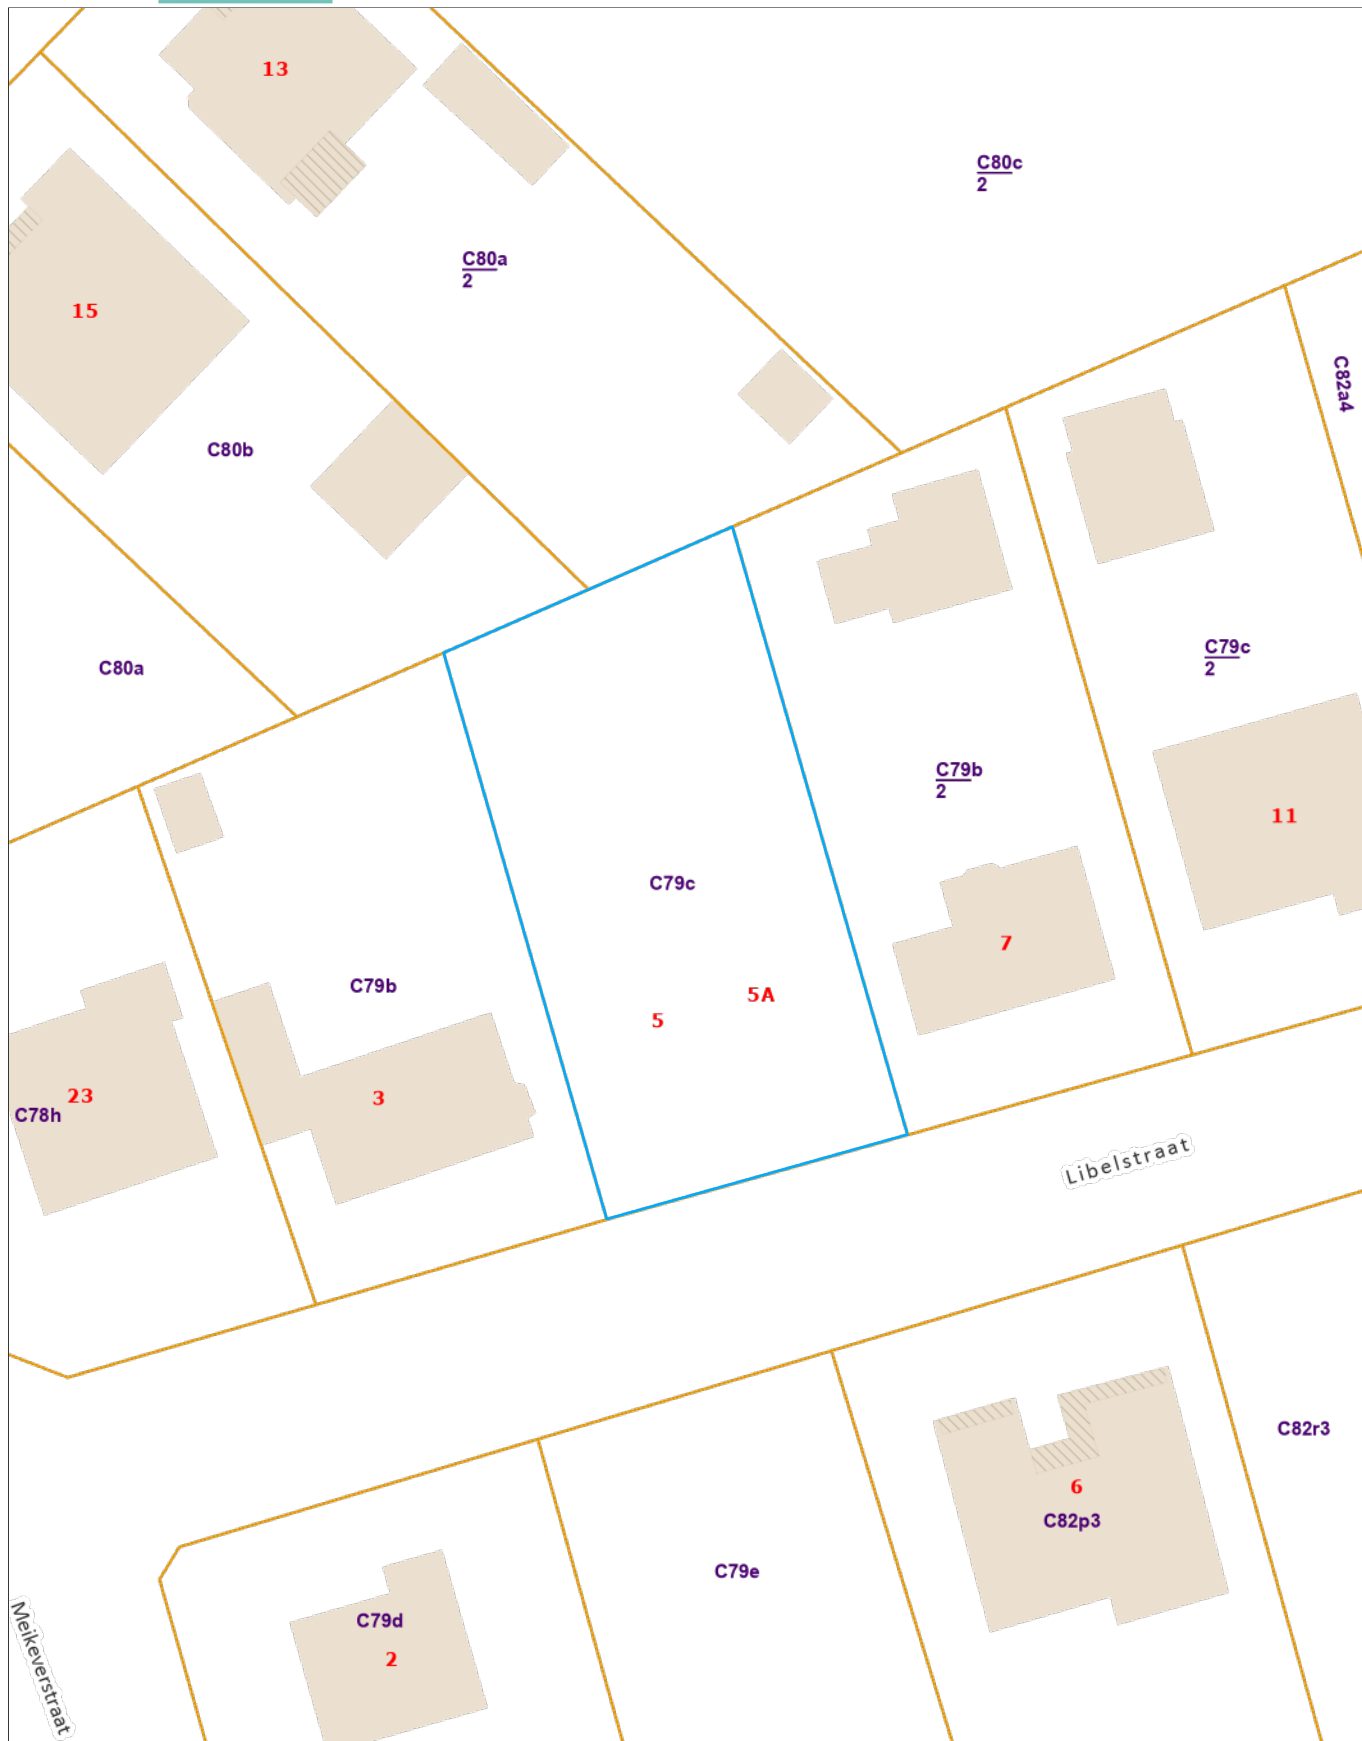 13
C80c
2
C80a
2
15
C82a4
C80b
C79c
2
C80a
C79b
2
11
C79c
7
C79b
5A
5
23
3
C78h
Libelstraat
C82r3
6
C82p3
C79e
C79d
2
Meikeverstraat